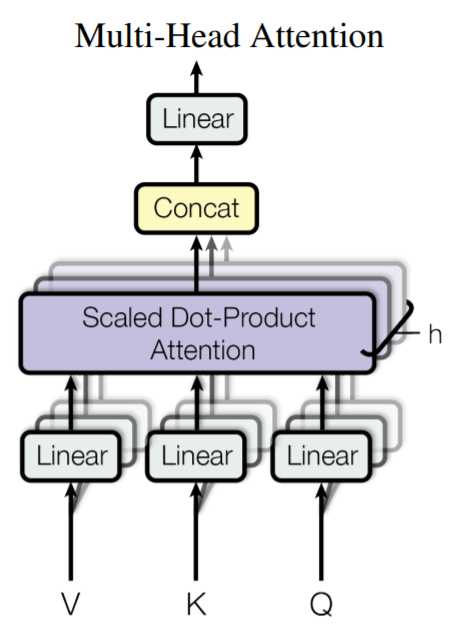 Multi-Head Attention
Linear
Concat
Scaled Dot-Product
Attention
h
Linear
Linear
Linear
V
K
Q